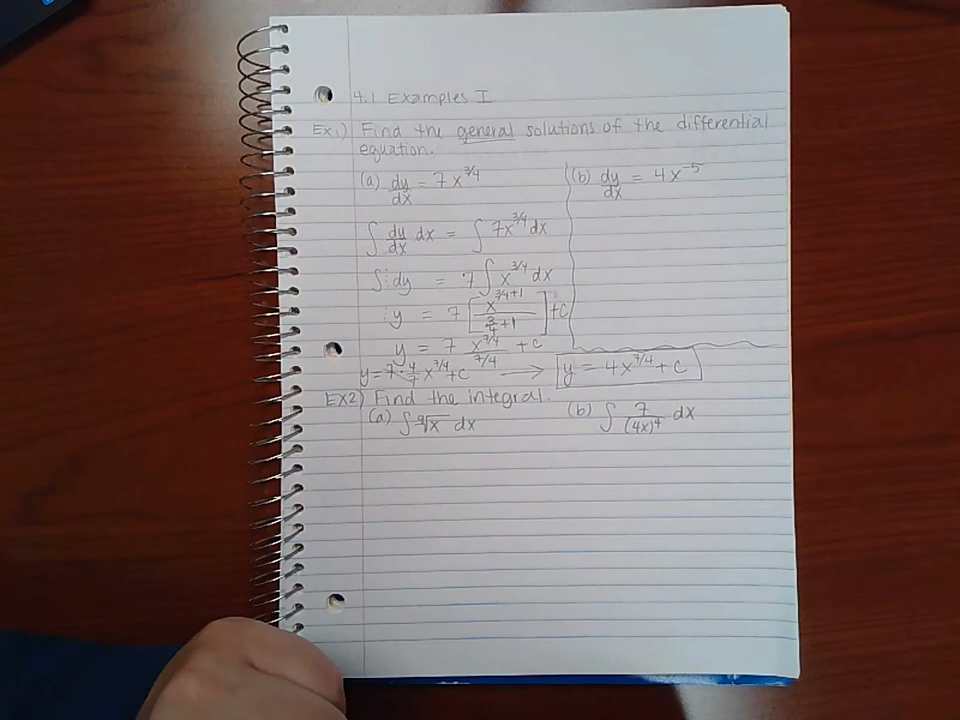 4.1 Examples I
Ex1) Find the general solutions of the differential
equation.
(a) dy/dx = 7x^(3/4)
(b) dy/dx = 4x^(-5)
∫ dy/dx dx = ∫ 7x^(3/4) dx
∫ dy = 7 ∫ x^(3/4) dx
y = 7 [x^(3/4+1) / (3/4+1)] + C
y = 7 x^(7/4) / (7/4) + C
y = 7 · 4/7 x^(7/4) + C → y = 4x^(7/4) + C
EX2) Find the integral.
(a) ∫ ⁹√x dx
(b) ∫ 7/(4x)^4 dx